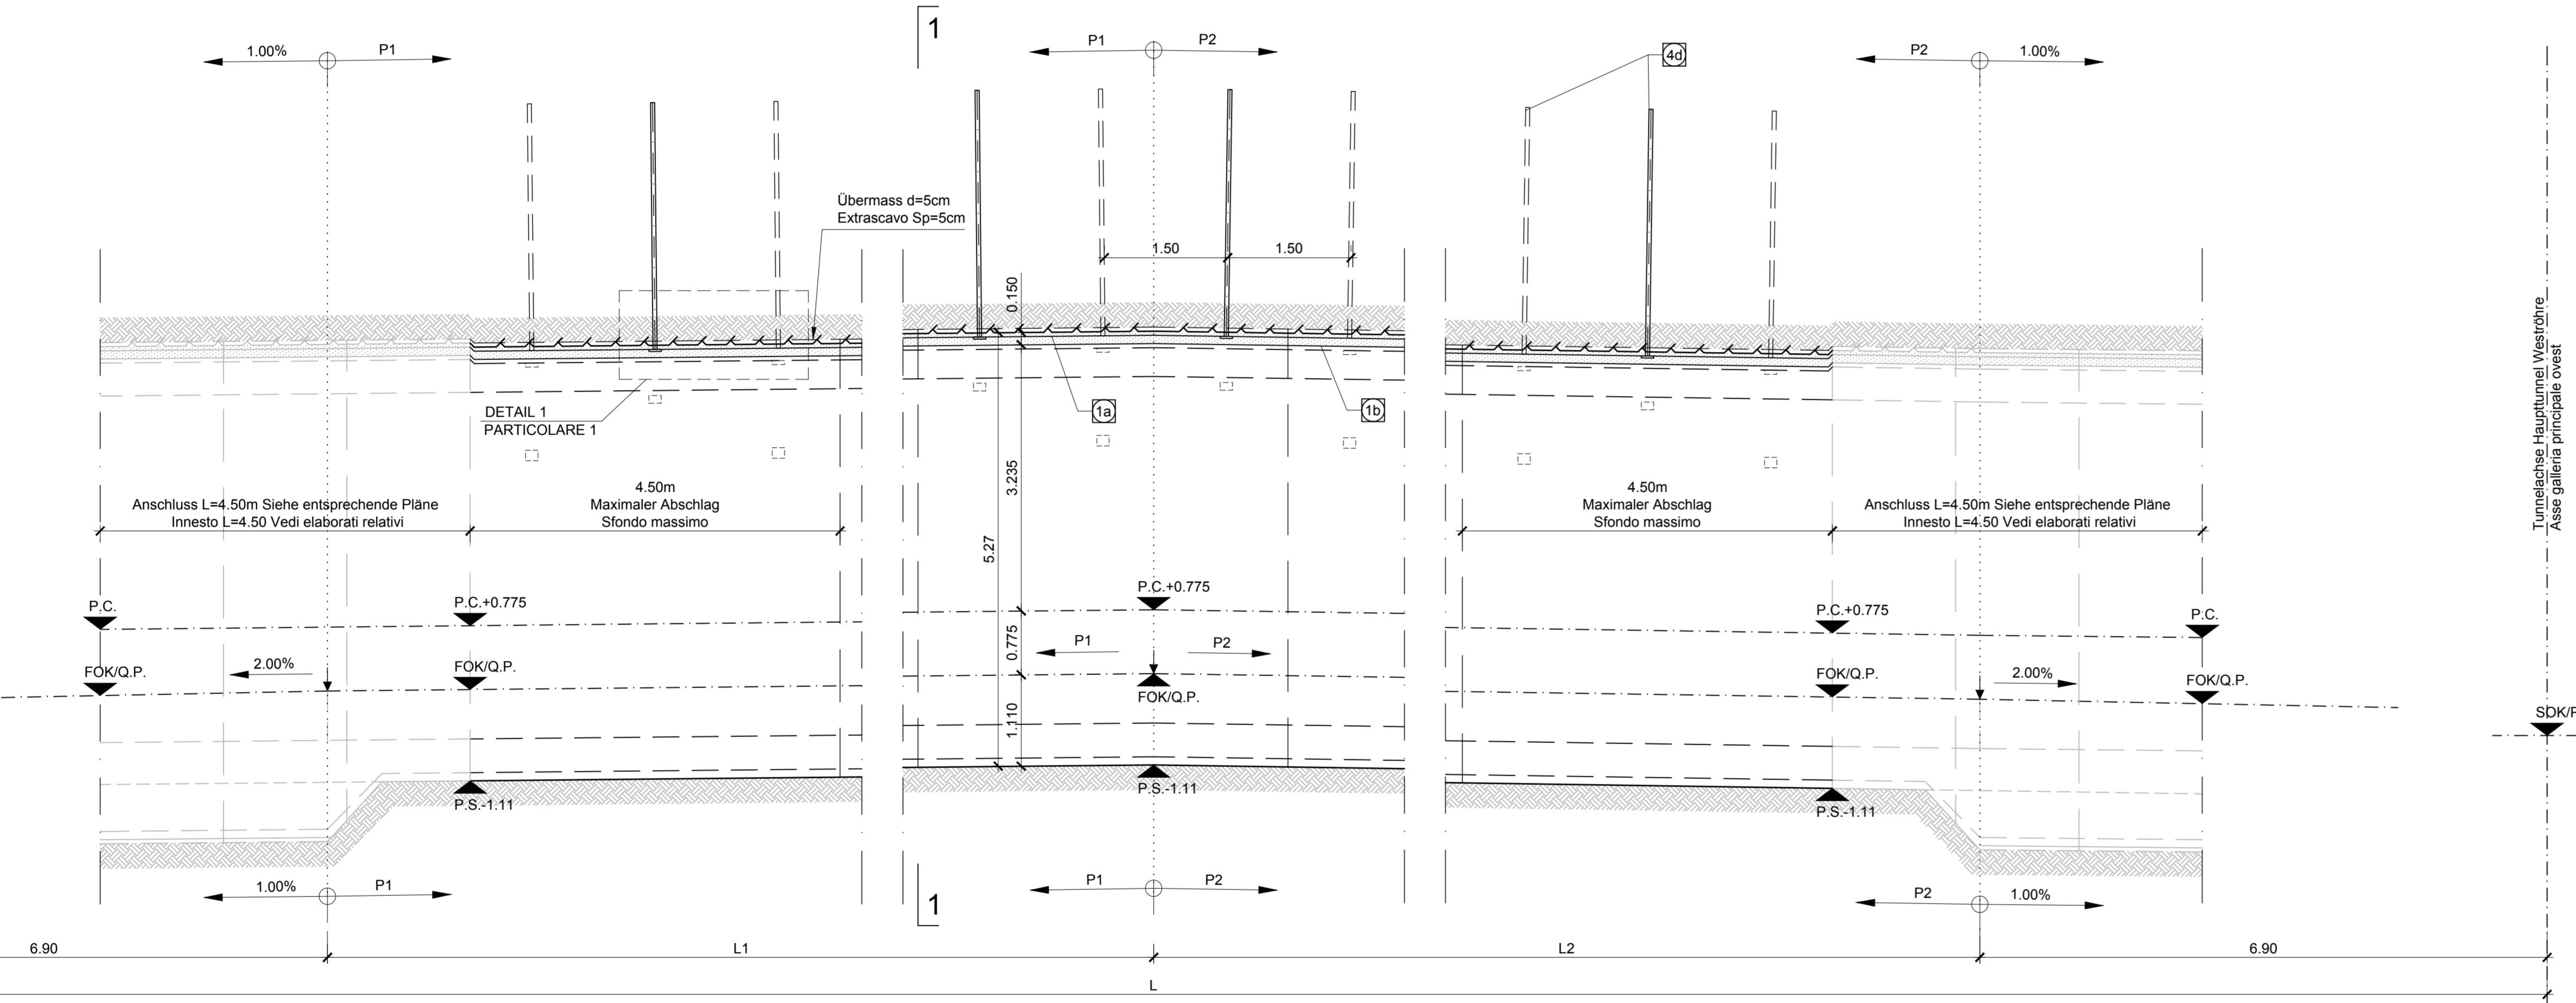 1
1.00%
P1
P1
P2
4d
P2
1.00%
Übermass d=5cm
Extrascavo Sp=5cm
1.50
1.50
0.150
Tunnelachse Haupttunnel Weströhre
Asse galleria principale ovest
DETAIL 1
PARTICOLARE 1
1a
1b
3.235
5.27
Anschluss L=4.50m Siehe entsprechende Pläne
Innesto L=4.50 Vedi elaborati relativi
4.50m
Maximaler Abschlag
Sfondo massimo
4.50m
Maximaler Abschlag
Sfondo massimo
Anschluss L=4.50m Siehe entsprechende Pläne
Innesto L=4.50 Vedi elaborati relativi
P.C.
P.C.+0.775
P.C.+0.775
P.C.+0.775
P.C.
0.775
P1
P2
FOK/Q.P.
2.00%
FOK/Q.P.
FOK/Q.P.
FOK/Q.P.
2.00%
FOK/Q.P.
1.110
SOK/P
P.S.-1.11
P.S.-1.11
P.S.-1.11
1.00%
P1
P1
P2
P2
1.00%
1
6.90
L1
L2
6.90
L